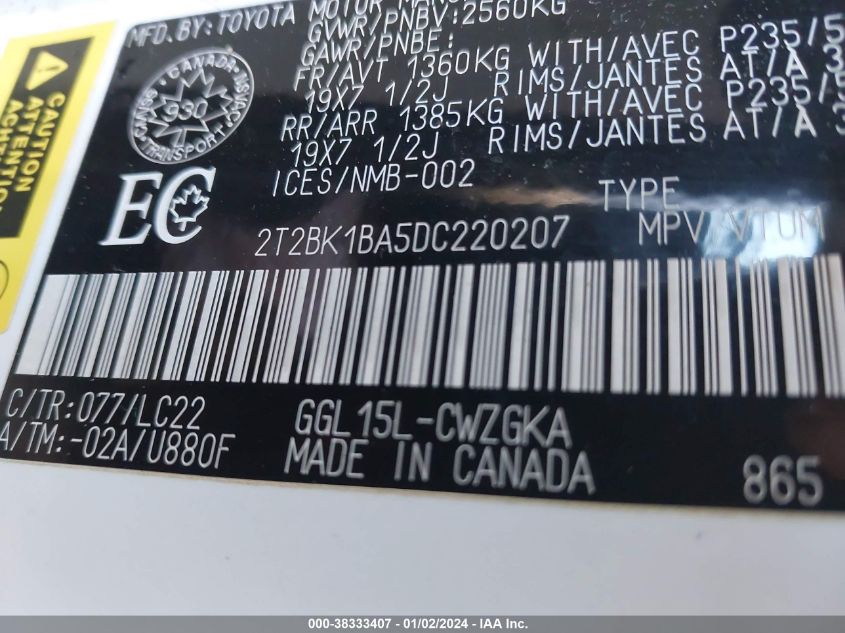 MFD. BY: TOYOTA MOTOR
GVWR/PNBV: 2560KG
GAWR/PNBE:
FR/AVT 1360KG WITH/AVEC P235/5
19X7 1/2J RIMS/JANTES AT/A 3
RR/ARR 1385KG WITH/AVEC P235/5
19X7 1/2J RIMS/JANTES AT/A 3
ICES/NMB-002
CANADA
930
TRANSPORT
EC
CAUTION
ATTENTION
TYPE
2T2BK1BA5DC220207 MPV/VTUM
C/TR: 077/LC22 GGL15L-CWZGKA
A/TM: -02A/U880F MADE IN CANADA 865
000-38333407 - 01/02/2024 - IAA Inc.